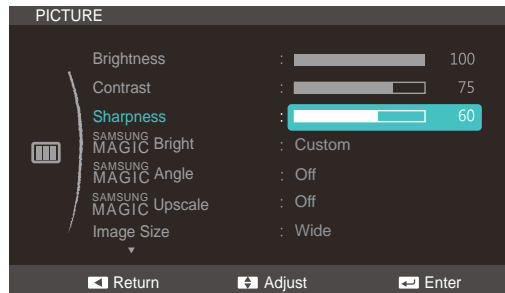 PICTURE
Brightness : 100
Contrast : 75
Sharpness : 60
SAMSUNG MAGIC Bright : Custom
SAMSUNG MAGIC Angle : Off
SAMSUNG MAGIC Upscale : Off
Image Size : Wide
Return Adjust Enter